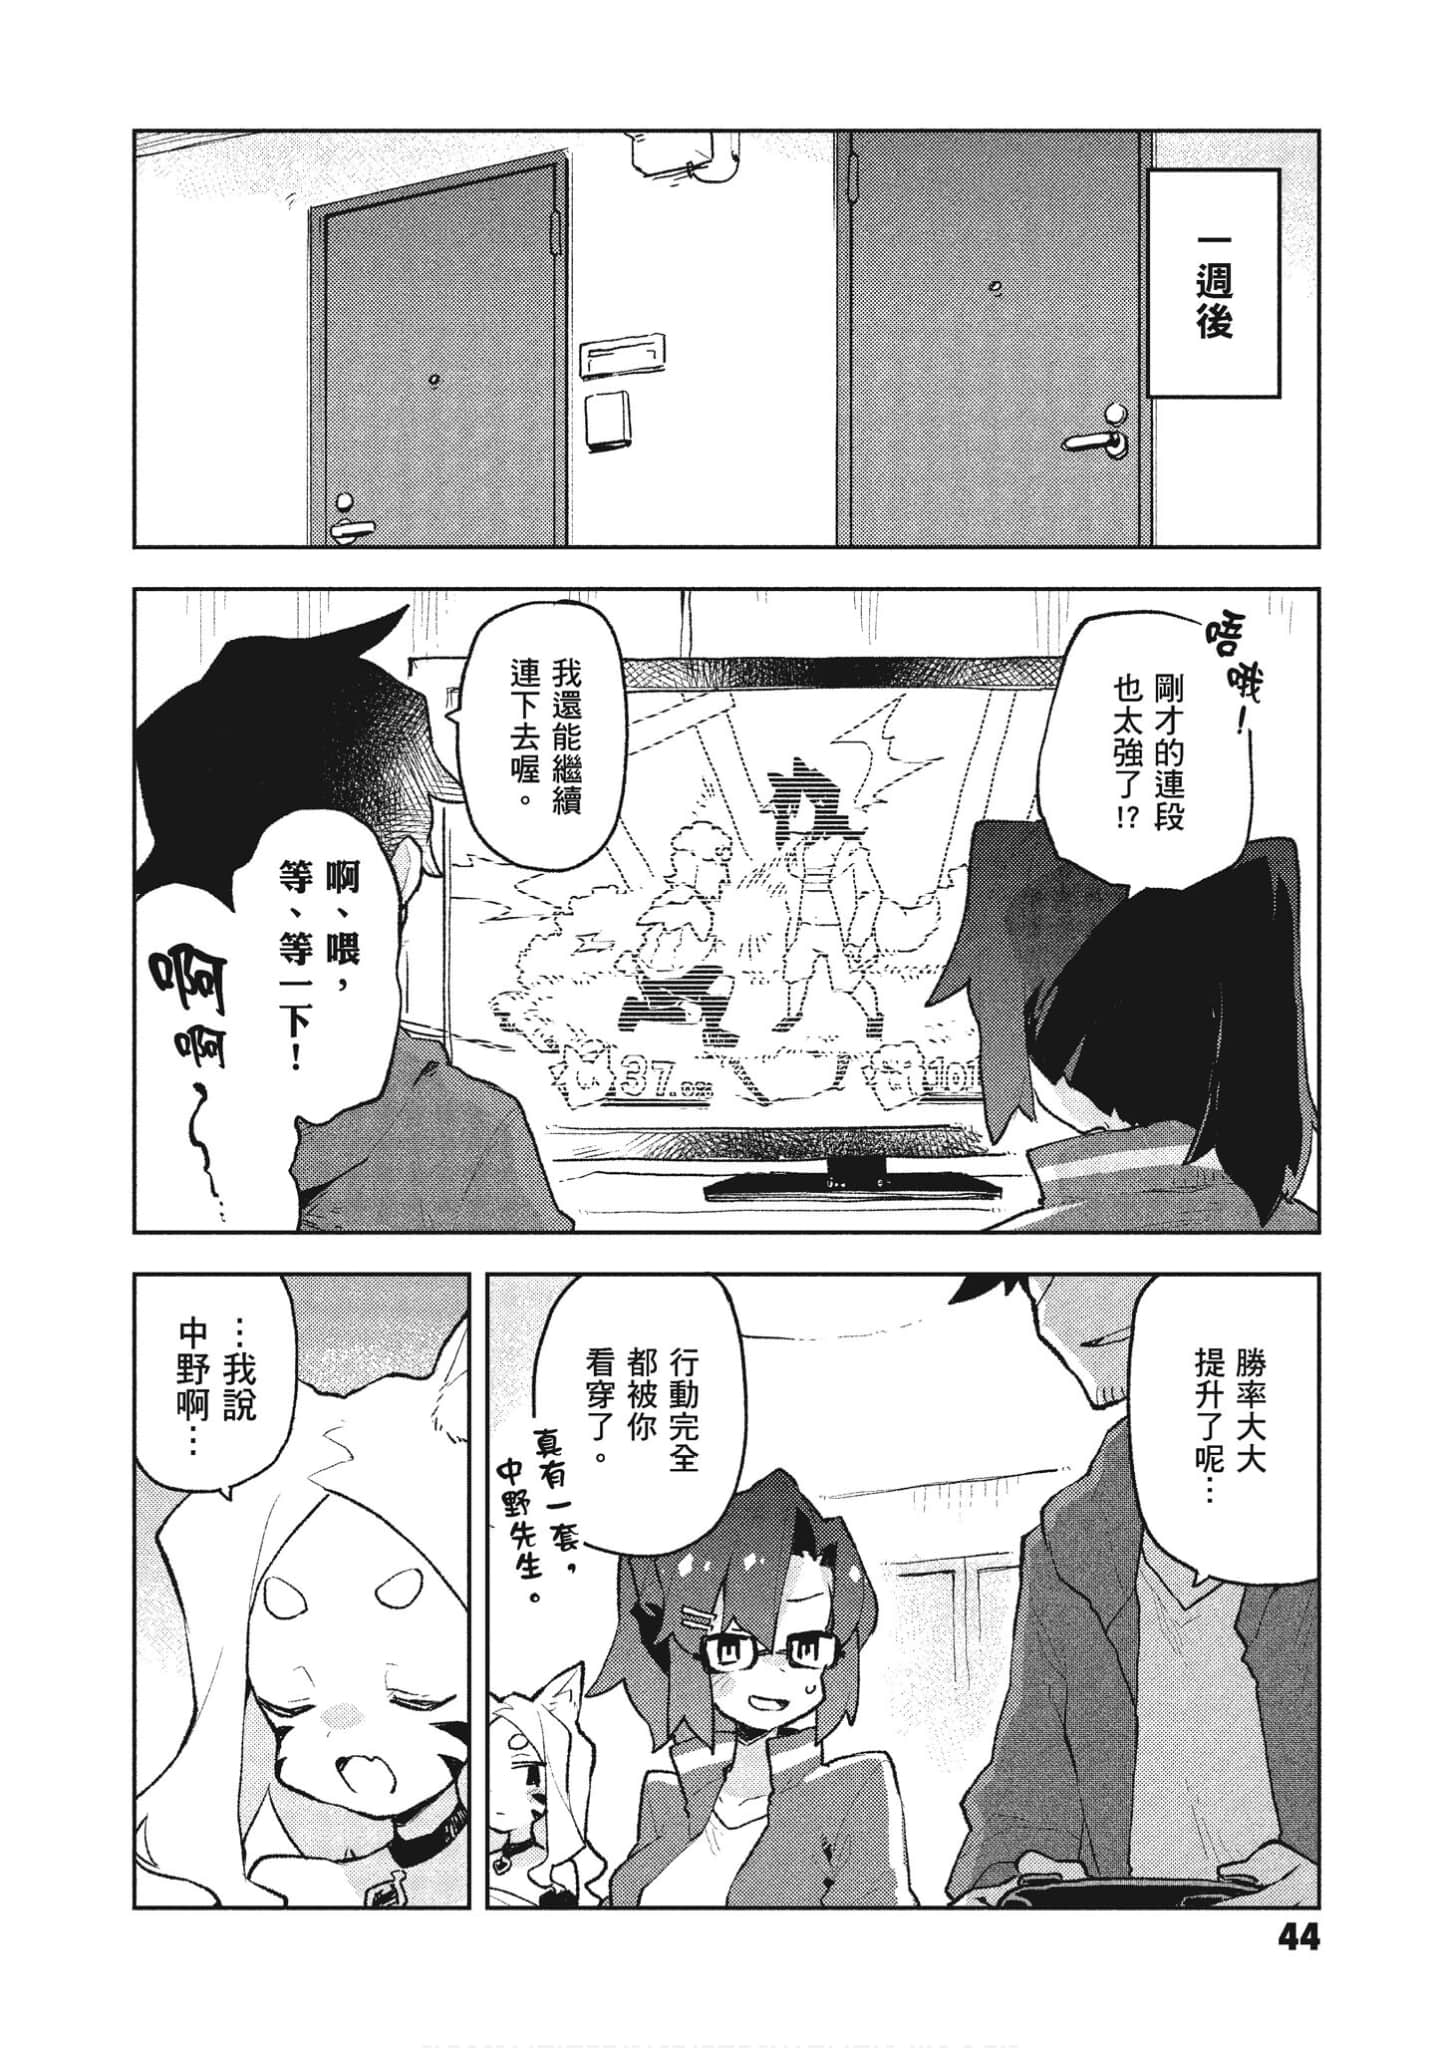 一週後
唔哦！
剛才的連段
也太強了!?
我還能繼續
連下去喔。
啊、喂，
等、等一下！
啊啊～……
37.0%
101
勝率大大
提升了呢…
行動完全
都被你
看穿了。
真有一套，
中野先生。
…我說
中野啊…
44